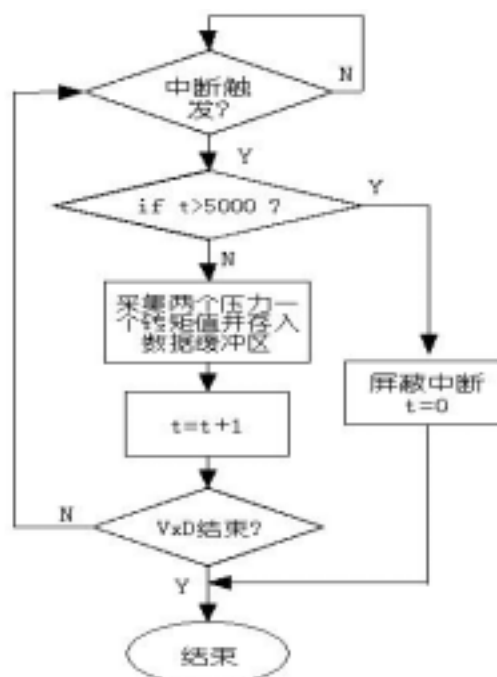 N
中断触
发?
Y
if t>5000 ?
Y
N
采集两个压力一
个转矩值并存入
数据缓冲区
屏蔽中断
t=0
t=t+1
N
VxD结束?
Y
结束